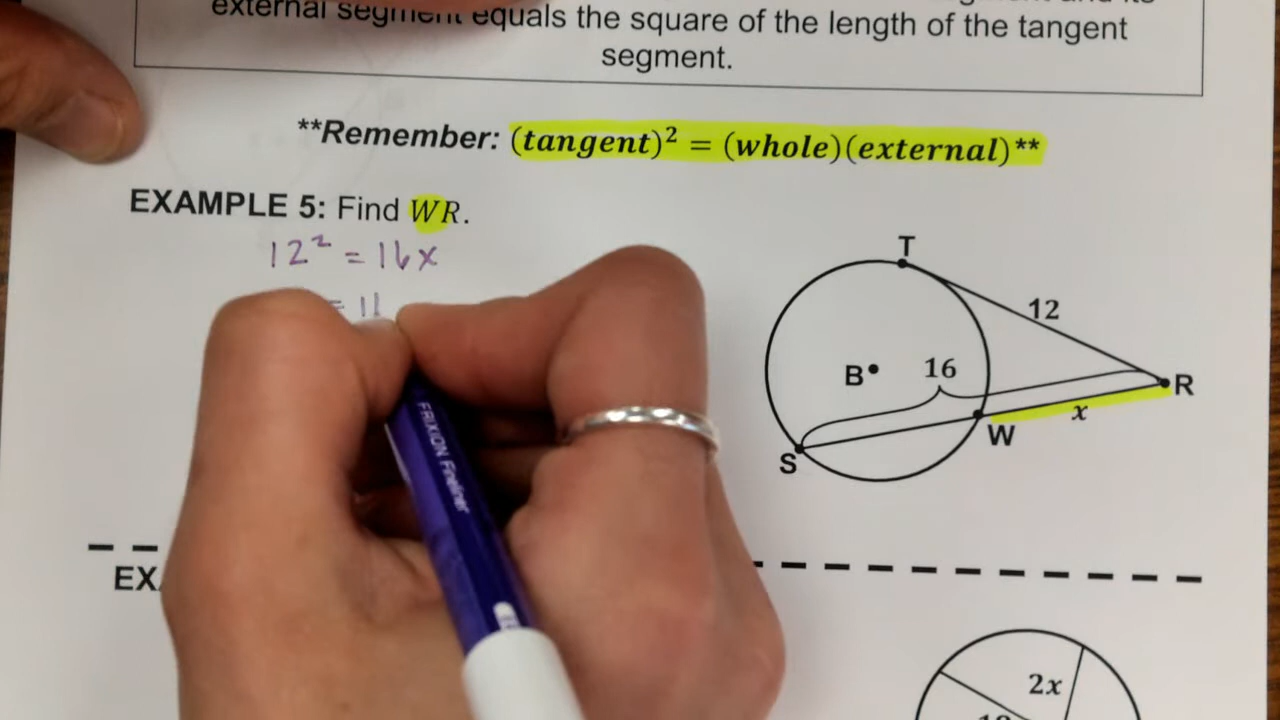 external segment equals the square of the length of the tangent
segment.
**Remember: (tangent)² = (whole)(external)**
EXAMPLE 5: Find WR.
12² = 16x
T
12
B
16
R
x
W
S
FRIXION Fineliner
2x